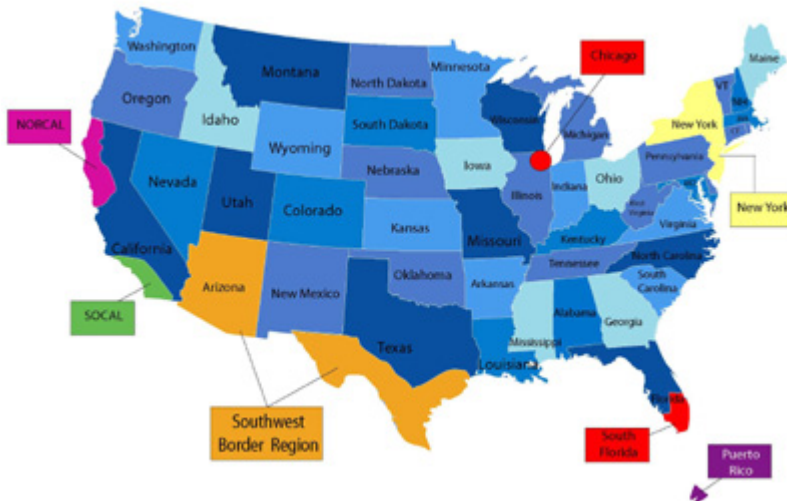 Washington
Montana
North Dakota
Minnesota
Chicago
Maine
Oregon
Idaho
South Dakota
Wisconsin
Michigan
VT
NH
New York
NORCAL
Wyoming
Nebraska
Iowa
Pennsylvania
Nevada
Utah
Colorado
Illinois
Indiana
Ohio
West
Virginia
Virginia
New York
California
Kansas
Missouri
Kentucky
North Carolina
SOCAL
Arizona
New Mexico
Oklahoma
Arkansas
Tennessee
South
Carolina
Texas
Louisiana
Mississippi
Alabama
Georgia
Southwest
Border Region
Florida
South
Florida
Puerto
Rico